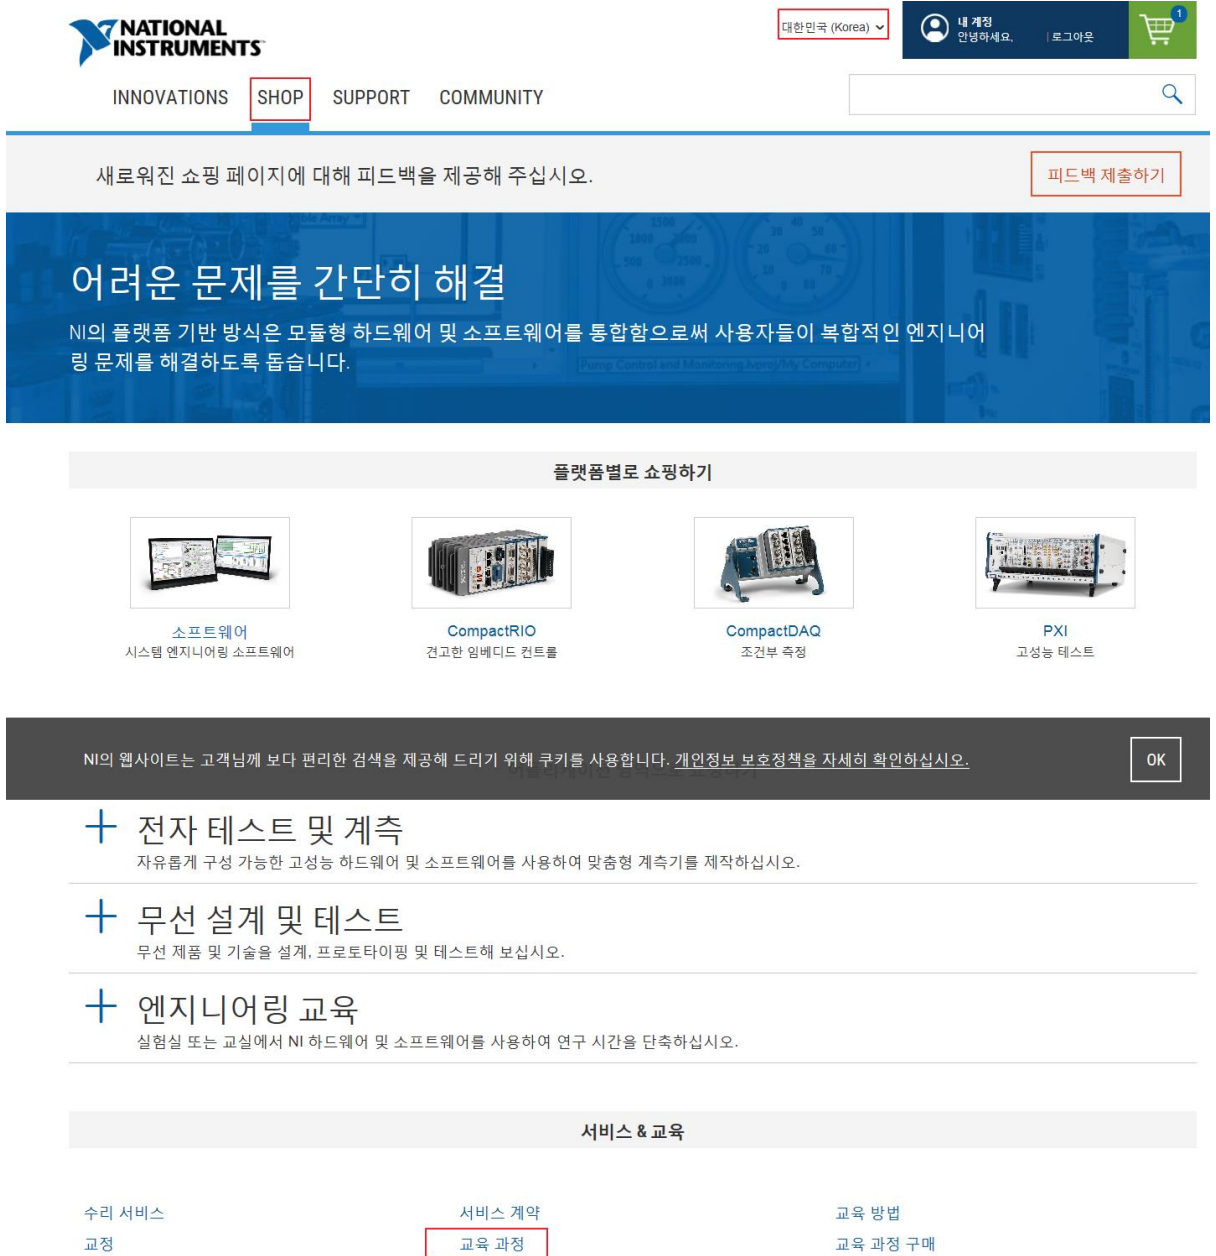 NATIONAL
INSTRUMENTS
대한민국 (Korea)
내 계정
안녕하세요,
로그아웃
1
INNOVATIONS
SHOP
SUPPORT
COMMUNITY
새로워진 쇼핑 페이지에 대해 피드백을 제공해 주십시오.
피드백 제출하기
어려운 문제를 간단히 해결
NI의 플랫폼 기반 방식은 모듈형 하드웨어 및 소프트웨어를 통합함으로써 사용자들이 복합적인 엔지니어
링 문제를 해결하도록 돕습니다.
플랫폼별로 쇼핑하기
소프트웨어
시스템 엔지니어링 소프트웨어
CompactRIO
견고한 임베디드 컨트롤
CompactDAQ
조건부 측정
PXI
고성능 테스트
NI의 웹사이트는 고객님께 보다 편리한 검색을 제공해 드리기 위해 쿠키를 사용합니다. 개인정보 보호정책을 자세히 확인하십시오.
OK
전자 테스트 및 계측
자유롭게 구성 가능한 고성능 하드웨어 및 소프트웨어를 사용하여 맞춤형 계측기를 제작하십시오.
무선 설계 및 테스트
무선 제품 및 기술을 설계, 프로토타이핑 및 테스트해 보십시오.
엔지니어링 교육
실험실 또는 교실에서 NI 하드웨어 및 소프트웨어를 사용하여 연구 시간을 단축하십시오.
서비스 & 교육
수리 서비스
서비스 계약
교육 방법
교정
교육 과정
교육 과정 구매